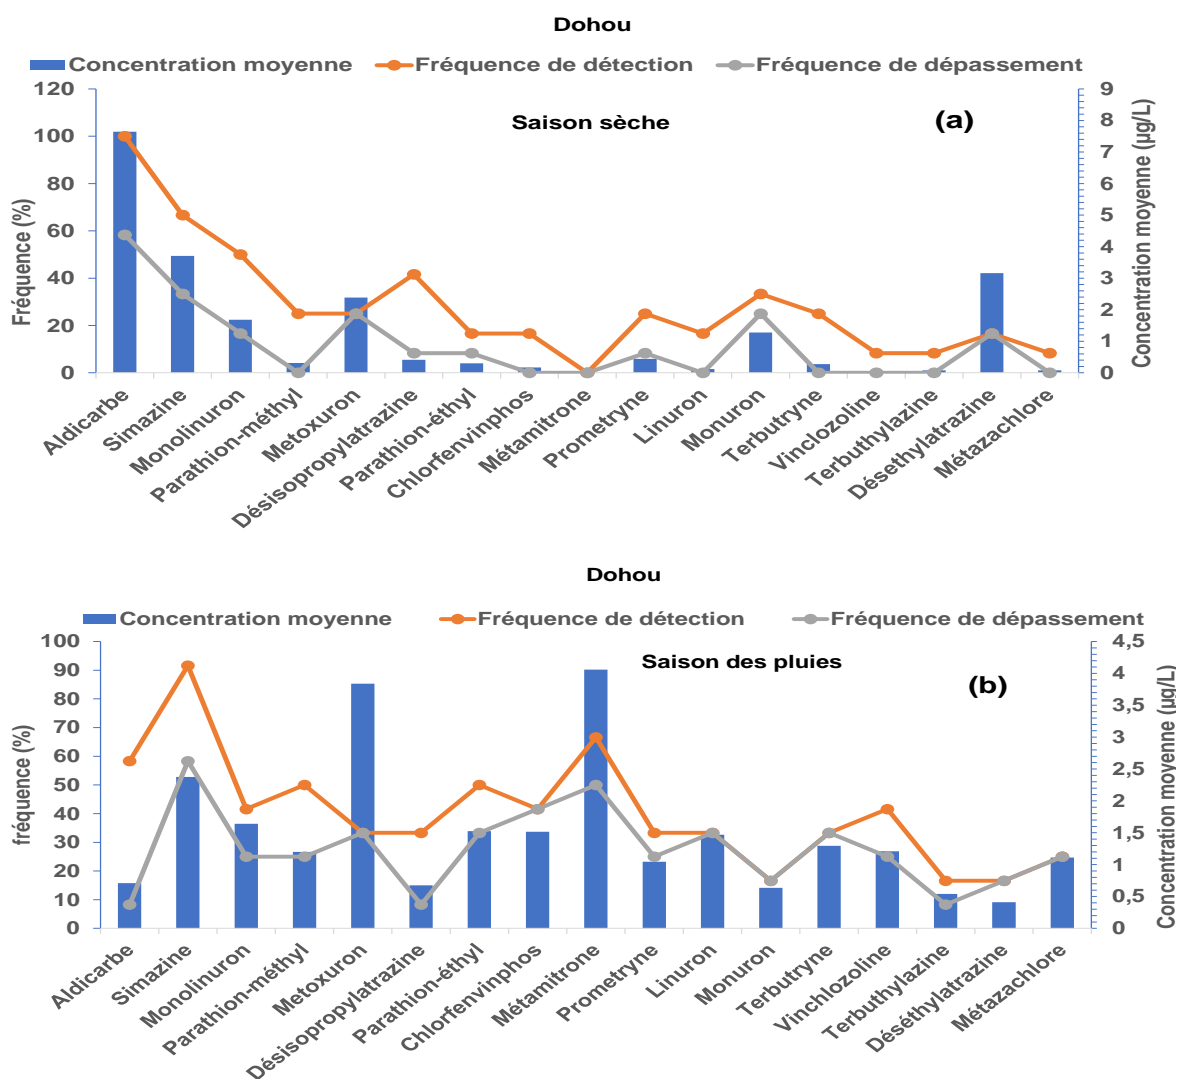 Dohou
Concentration moyenne Fréquence de détection Fréquence de dépassement
Saison sèche
(a)
Fréquence (%)
120
100
80
60
40
20
0
9
8
7
6
5
4
3
2
1
0
Concentration moyenne (µg/L)
Aldicarbe
Simazine
Monolinuron
Parathion-méthyl
Metoxuron
Désisopropylatrazine
Parathion-éthyl
Chlorfenvinphos
Métamitrone
Prometryne
Linuron
Monuron
Terbutryne
Vinclozoline
Terbuthylazine
Déséthylatrazine
Métazachlore
Dohou
Concentration moyenne Fréquence de détection Fréquence de dépassement
Saison des pluies
(b)
fréquence (%)
100
90
80
70
60
50
40
30
20
10
0
4,5
4
3,5
3
2,5
2
1,5
1
0,5
0
Concentration moyenne (µg/L)
Aldicarbe
Simazine
Monolinuron
Parathion-méthyl
Metoxuron
Désisopropylatrazine
Parathion-éthyl
Chlorfenvinphos
Métamitrone
Prometryne
Linuron
Monuron
Terbutryne
Vinchlozoline
Terbuthylazine
Déséthylatrazine
Métazachlore